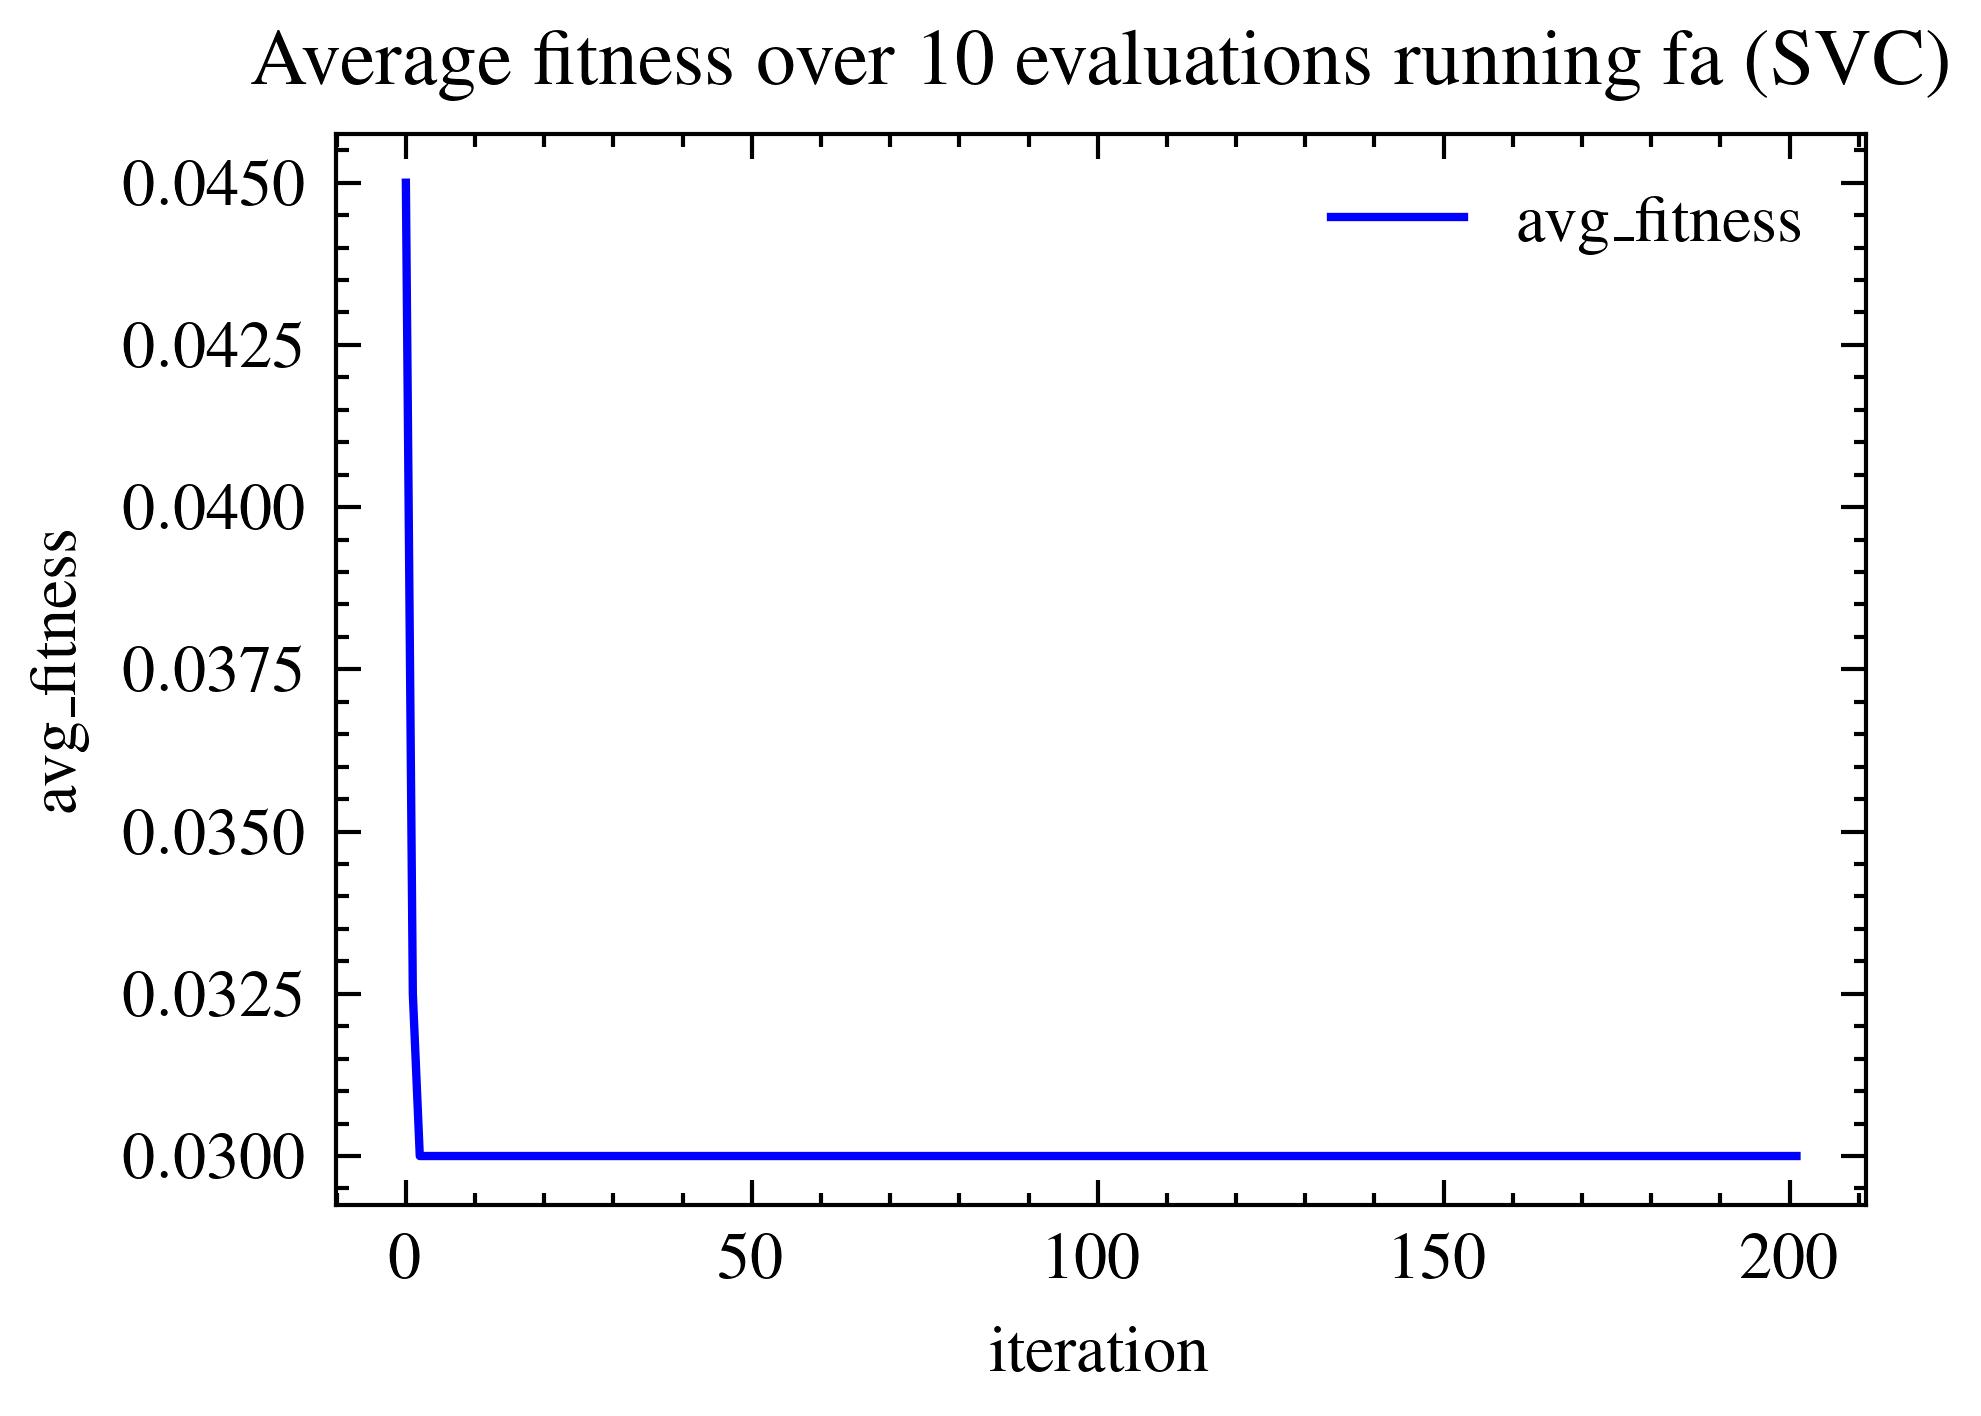 Average fitness over 10 evaluations running fa (SVC)
avg_fitness
0.0450
0.0425
0.0400
0.0375
0.0350
0.0325
0.0300
avg_fitness
0 50 100 150 200
iteration